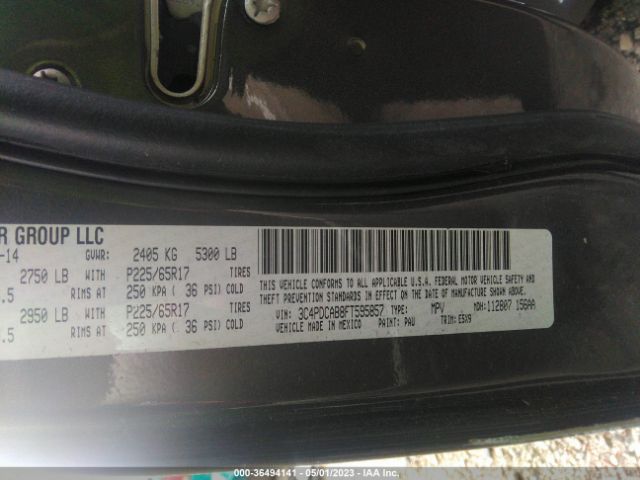 R GROUP LLC
-14 GVWR: 2405 KG 5300 LB
2750 LB WITH P225/65R17 TIRES
.5 RIMS AT 250 KPA ( 36 PSI) COLD
2950 LB WITH P225/65R17 TIRES
.5 RIMS AT 250 KPA ( 36 PSI) COLD
THIS VEHICLE CONFORMS TO ALL APPLICABLE U.S.A. FEDERAL MOTOR VEHICLE SAFETY AND
THEFT PREVENTION STANDARDS IN EFFECT ON THE DATE OF MANUFACTURE SHOWN ABOVE.
VIN: 3C4PDCAB8FT595857 TYPE: MPV MDH: 112807 156AA
VEHICLE MADE IN MEXICO PAINT: PAU TRIM: E5X9
000-36494141 - 05/01/2023 - IAA Inc.